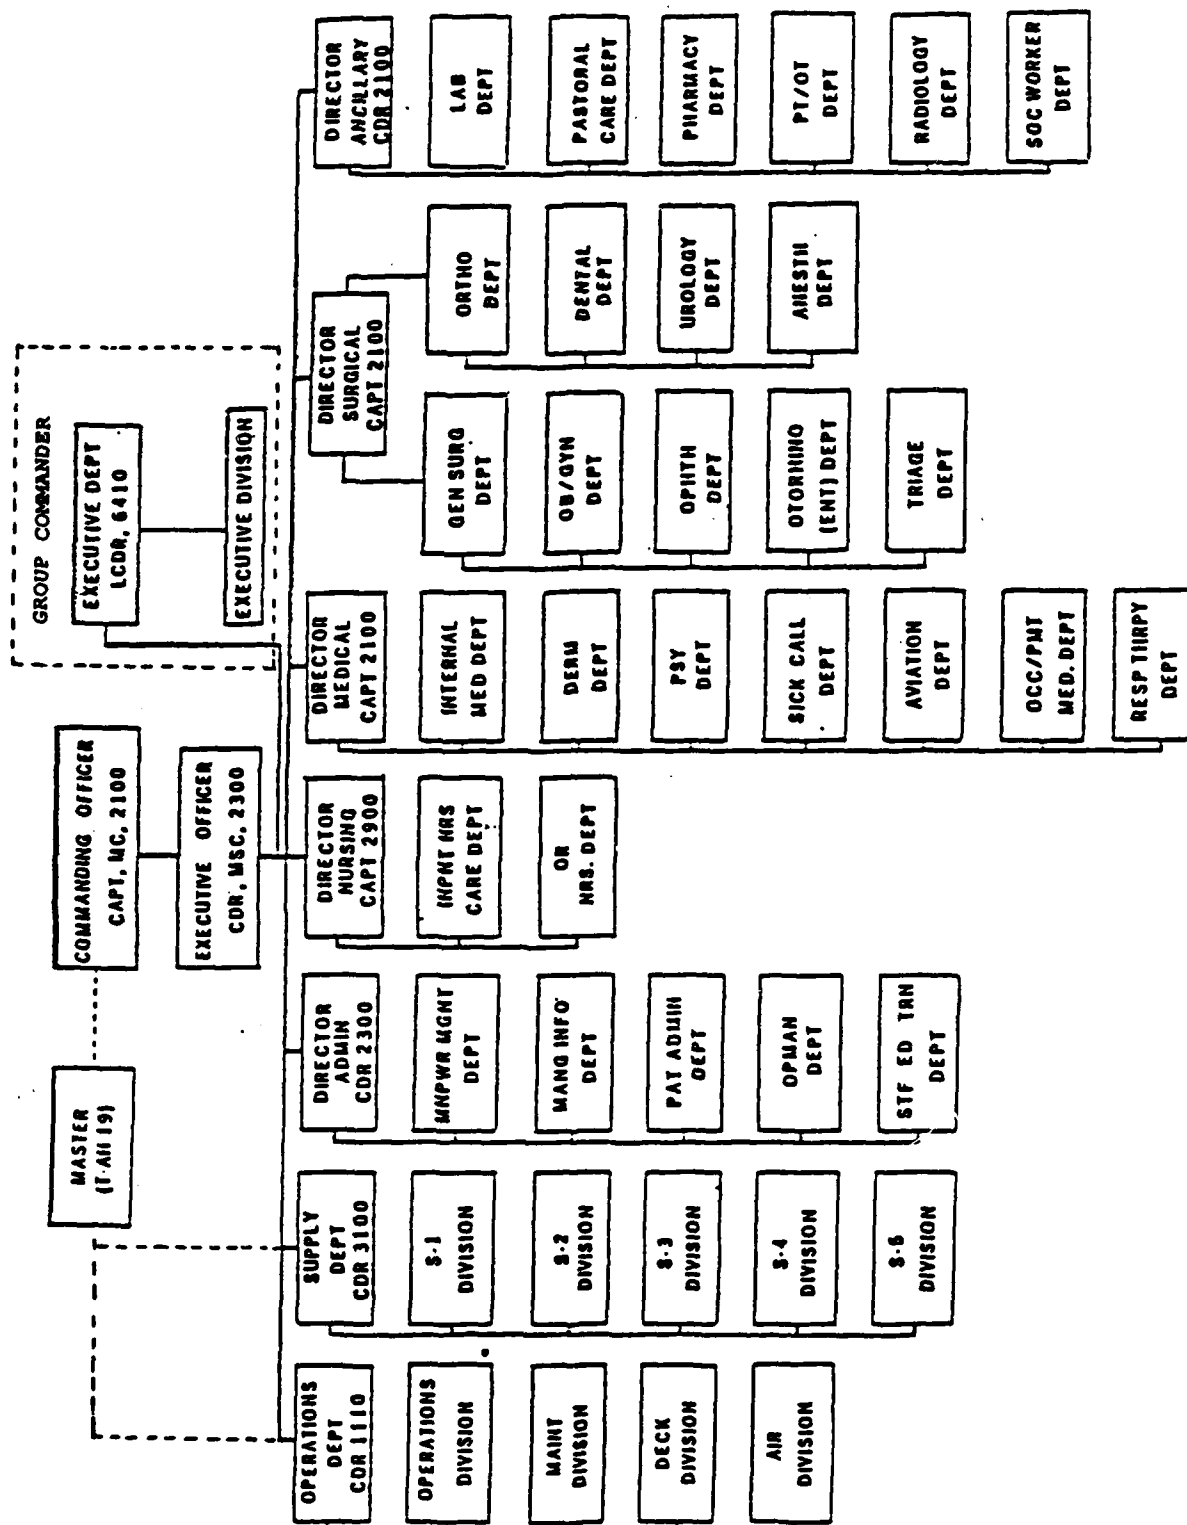 GROUP COMMANDER
EXECUTIVE DEPT
LCDR, 6410
EXECUTIVE DIVISION
COMMANDING OFFICER
CAPT, MC, 2100
EXECUTIVE OFFICER
CDR, MSC, 2300
MASTER
(T-AH 19)
OPERATIONS
DEPT
CDR 1110
OPERATIONS
DIVISION
MAINT
DIVISION
DECK
DIVISION
AIR
DIVISION
SUPPLY
DEPT
CDR 3100
S-1
DIVISION
S-2
DIVISION
S-3
DIVISION
S-4
DIVISION
S-5
DIVISION
DIRECTOR
ADMIN
CDR 2300
MNPWR MGNT
DEPT
MANG INFO
DEPT
PAT ADMIN
DEPT
OPMAN
DEPT
STF ED TRN
DEPT
DIRECTOR
NURSING
CAPT 2900
INPNT NRS
CARE DEPT
OR
NRS. DEPT
DIRECTOR
MEDICAL
CAPT 2100
INTERNAL
MED DEPT
DERM
DEPT
PSY
DEPT
SICK CALL
DEPT
AVIATION
DEPT
OCC/PMT
MED. DEPT
RESP THRPY
DEPT
DIRECTOR
SURGICAL
CAPT 2100
GEN SURG
DEPT
OB/GYN
DEPT
OPHTH
DEPT
OTORHINO
(ENT) DEPT
TRIAGE
DEPT
ORTHO
DEPT
DENTAL
DEPT
UROLOGY
DEPT
ANESTH
DEPT
DIRECTOR
ANCILLARY
CDR 2100
LAB
DEPT
PASTORAL
CARE DEPT
PHARMACY
DEPT
PT/OT
DEPT
RADIOLOGY
DEPT
SOC WORKER
DEPT